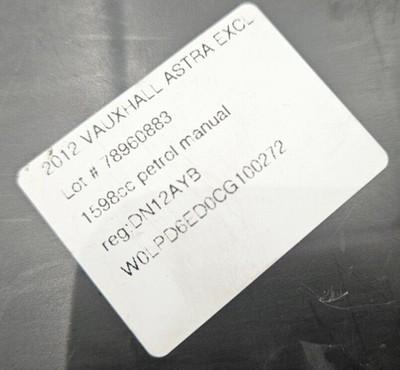 2012 VAUXHALL ASTRA EXCL
Lot # 78960883
1598cc petrol manual
reg:DN12AYB
W0LPD6ED0CG100272